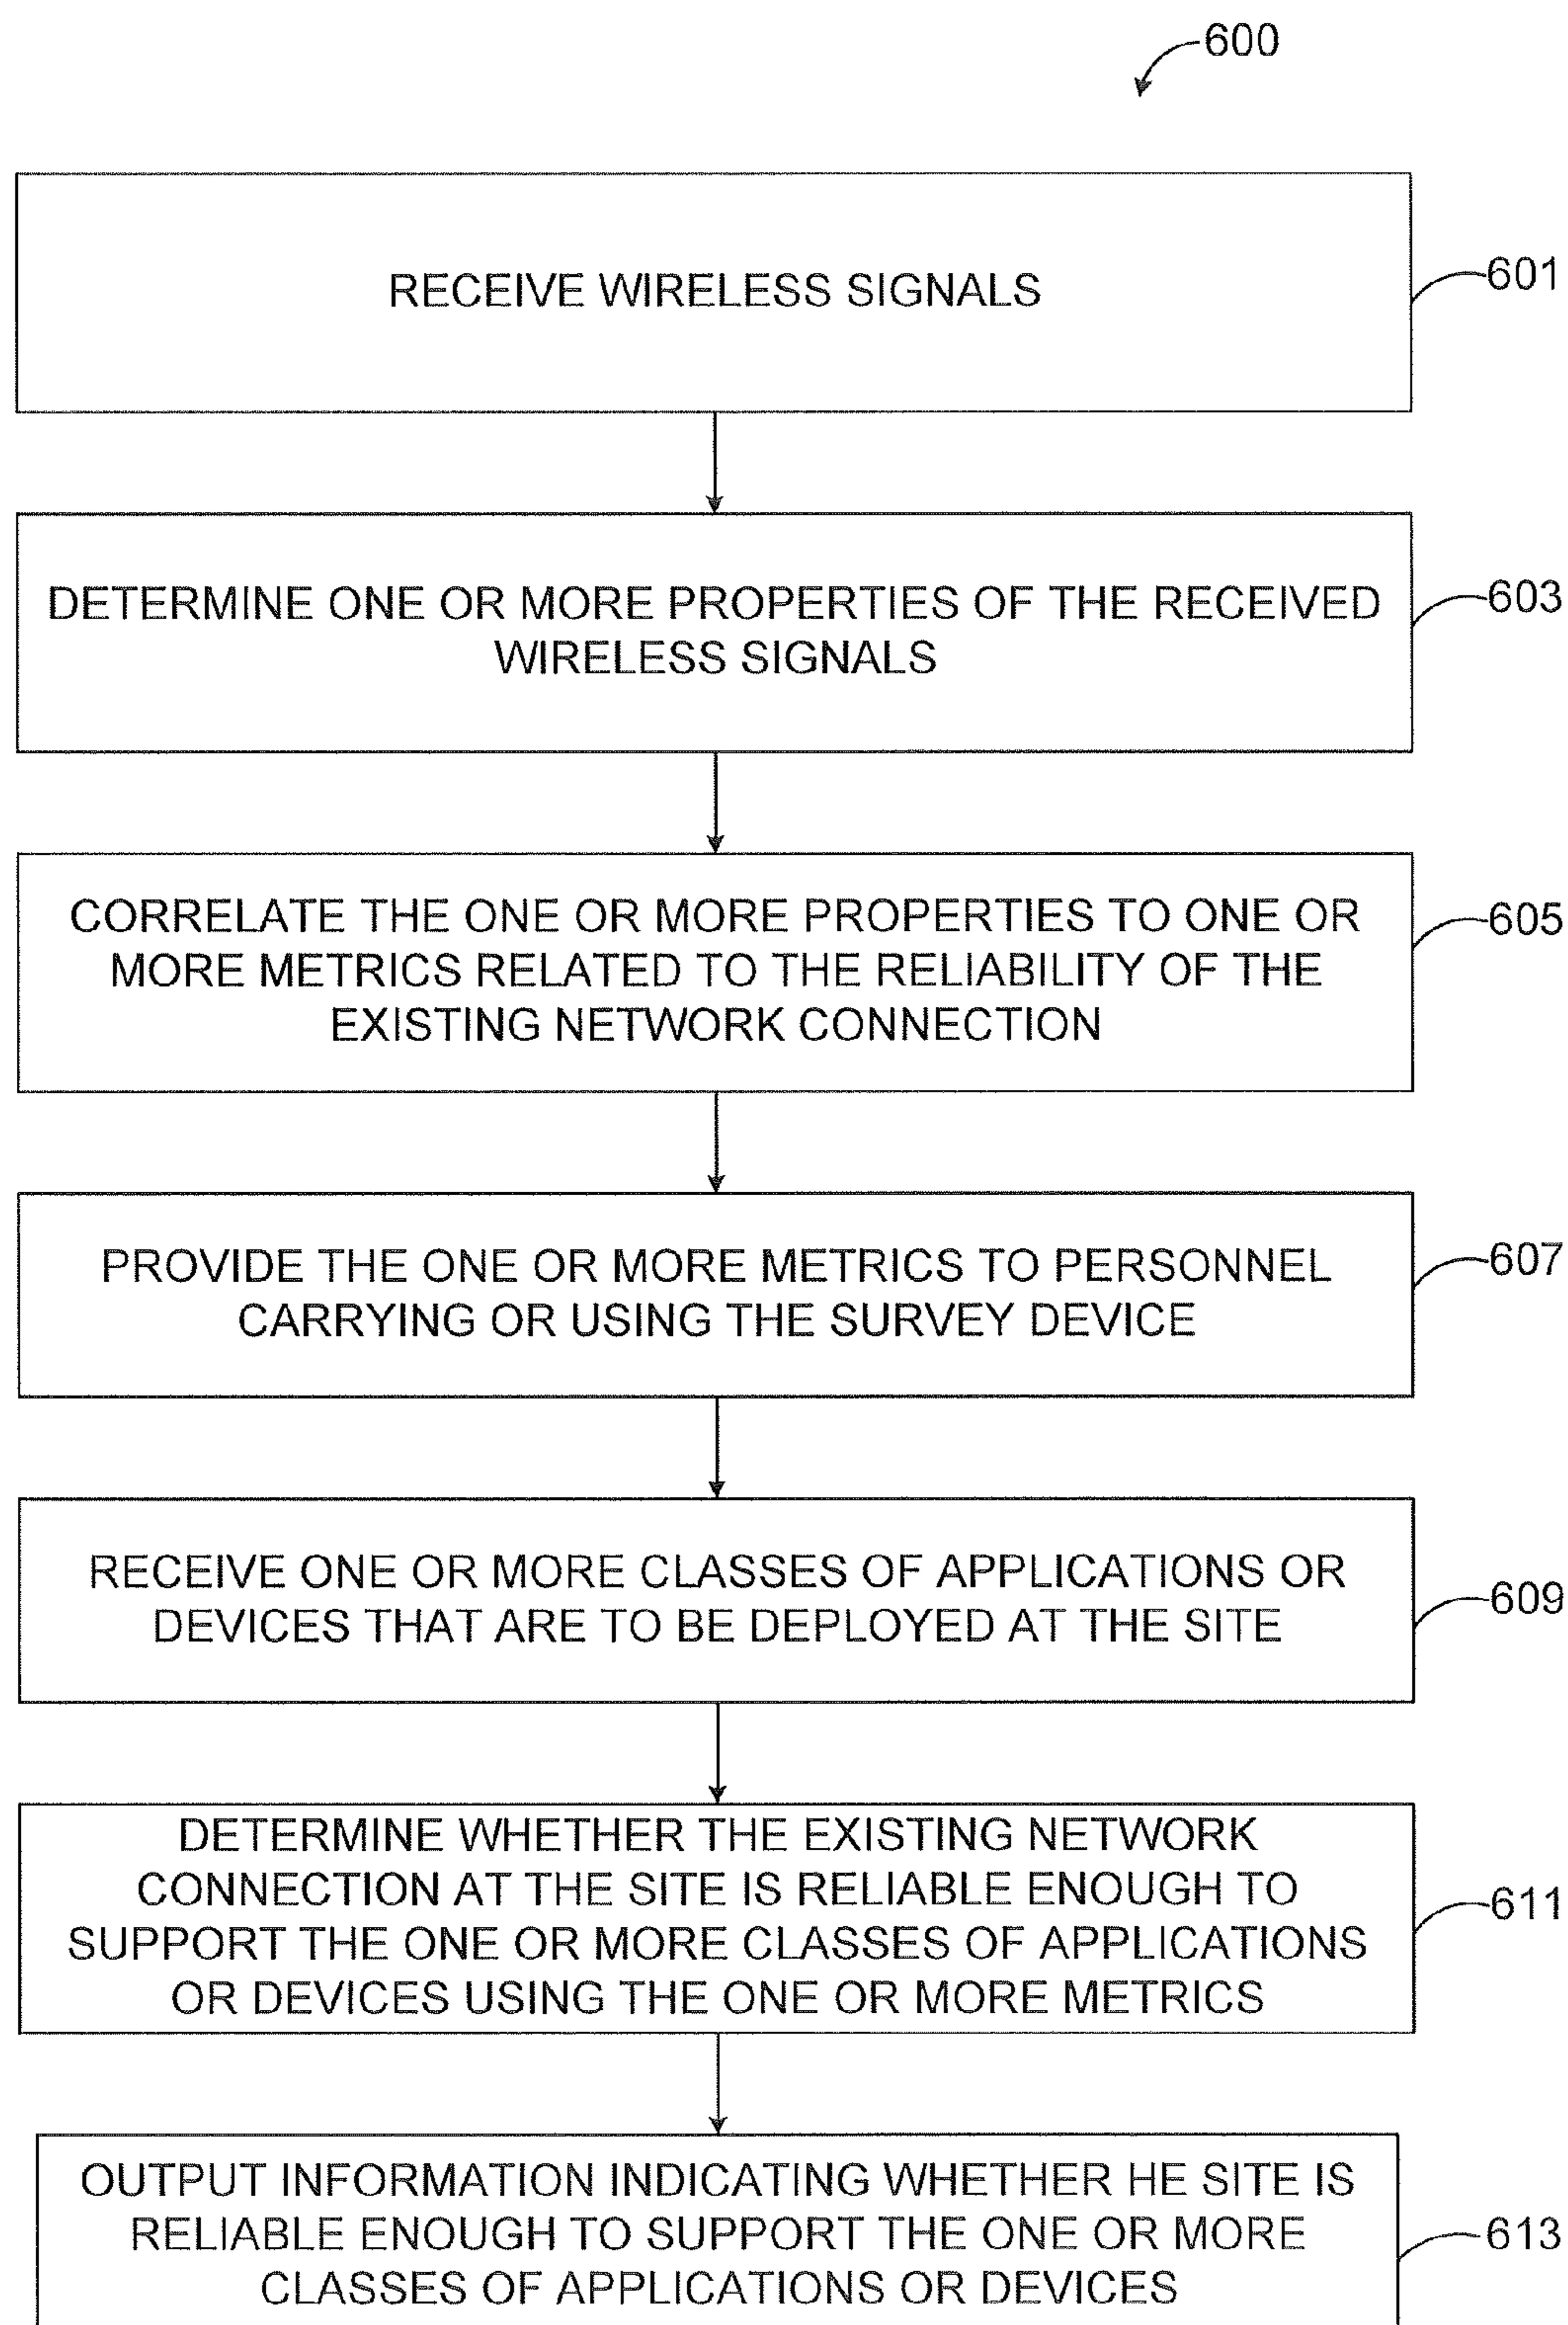 600
RECEIVE WIRELESS SIGNALS
601
DETERMINE ONE OR MORE PROPERTIES OF THE RECEIVED
WIRELESS SIGNALS
603
CORRELATE THE ONE OR MORE PROPERTIES TO ONE OR
MORE METRICS RELATED TO THE RELIABILITY OF THE
EXISTING NETWORK CONNECTION
605
PROVIDE THE ONE OR MORE METRICS TO PERSONNEL
CARRYING OR USING THE SURVEY DEVICE
607
RECEIVE ONE OR MORE CLASSES OF APPLICATIONS OR
DEVICES THAT ARE TO BE DEPLOYED AT THE SITE
609
DETERMINE WHETHER THE EXISTING NETWORK
CONNECTION AT THE SITE IS RELIABLE ENOUGH TO
SUPPORT THE ONE OR MORE CLASSES OF APPLICATIONS
OR DEVICES USING THE ONE OR MORE METRICS
611
OUTPUT INFORMATION INDICATING WHETHER HE SITE IS
RELIABLE ENOUGH TO SUPPORT THE ONE OR MORE
CLASSES OF APPLICATIONS OR DEVICES
613